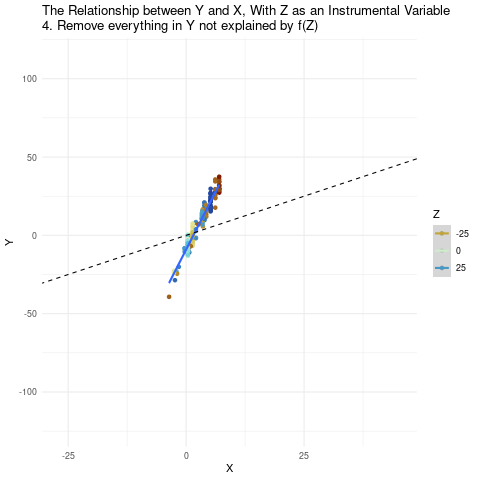 The Relationship between Y and X, With Z as an Instrumental Variable
4. Remove everything in Y not explained by f(Z)
100
50
0
-50
-100
Y
-25
0
25
X
Z
-25
0
25